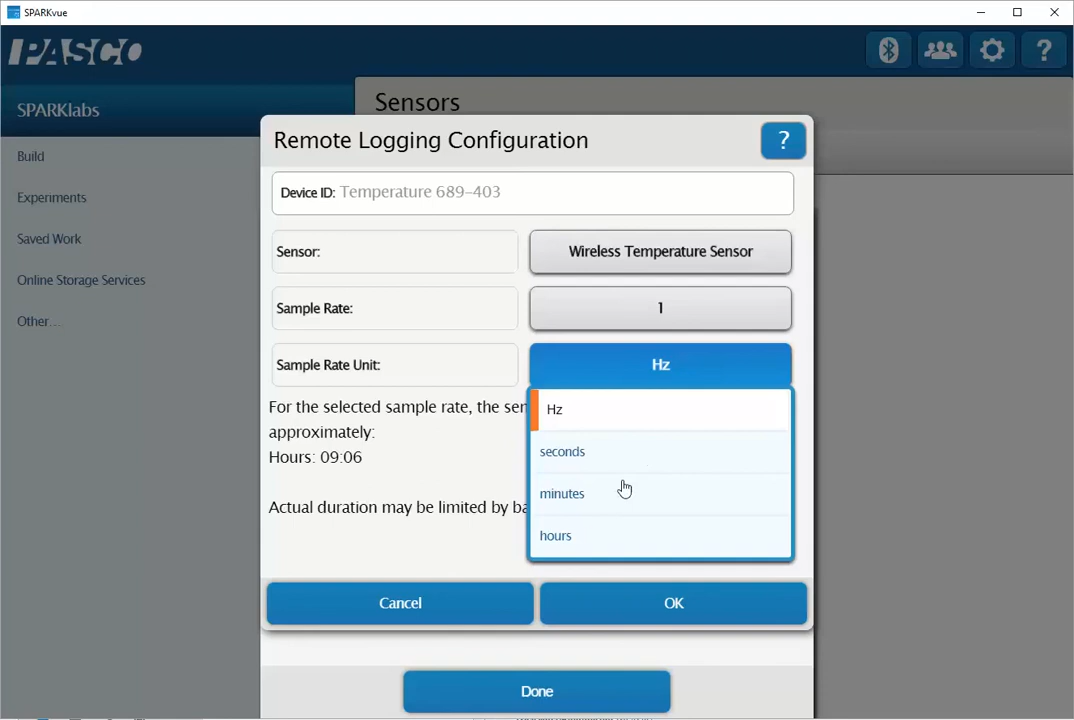 SPARKvue
PASCO
SPARKlabs
Sensors
Build
Experiments
Saved Work
Online Storage Services
Other...
Remote Logging Configuration
?
?
Device ID: Temperature 689-403
Sensor:
Wireless Temperature Sensor
Sample Rate:
1
Sample Rate Unit:
Hz
Hz
seconds
minutes
hours
For the selected sample rate, the
approximately:
Hours: 09:06
Actual duration may be limited by
Cancel
OK
Done